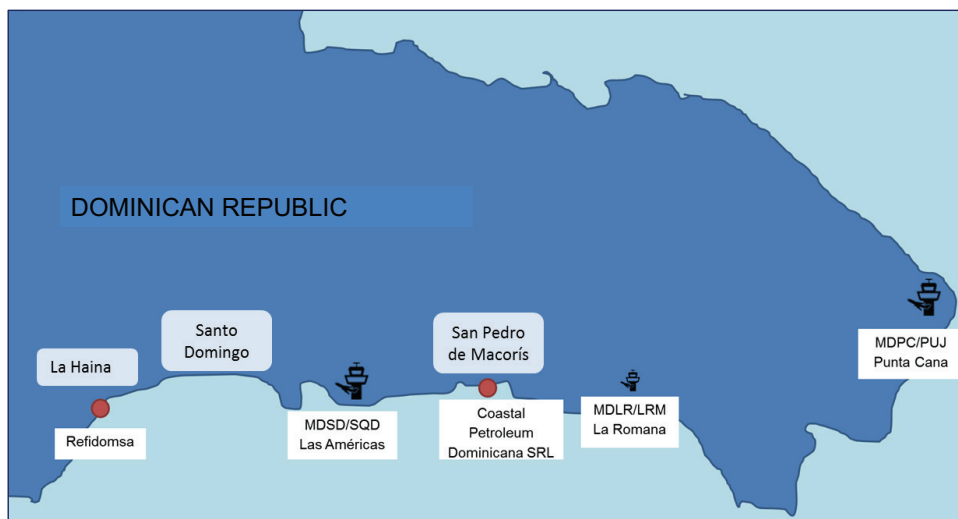 DOMINICAN REPUBLIC
Santo
Domingo
San Pedro
de Macorís
MDPC/PUJ
Punta Cana
La Haina
MDSD/SQD
Las Américas
Coastal
Petroleum
Dominicana SRL
MDLR/LRM
La Romana
Refidomsa